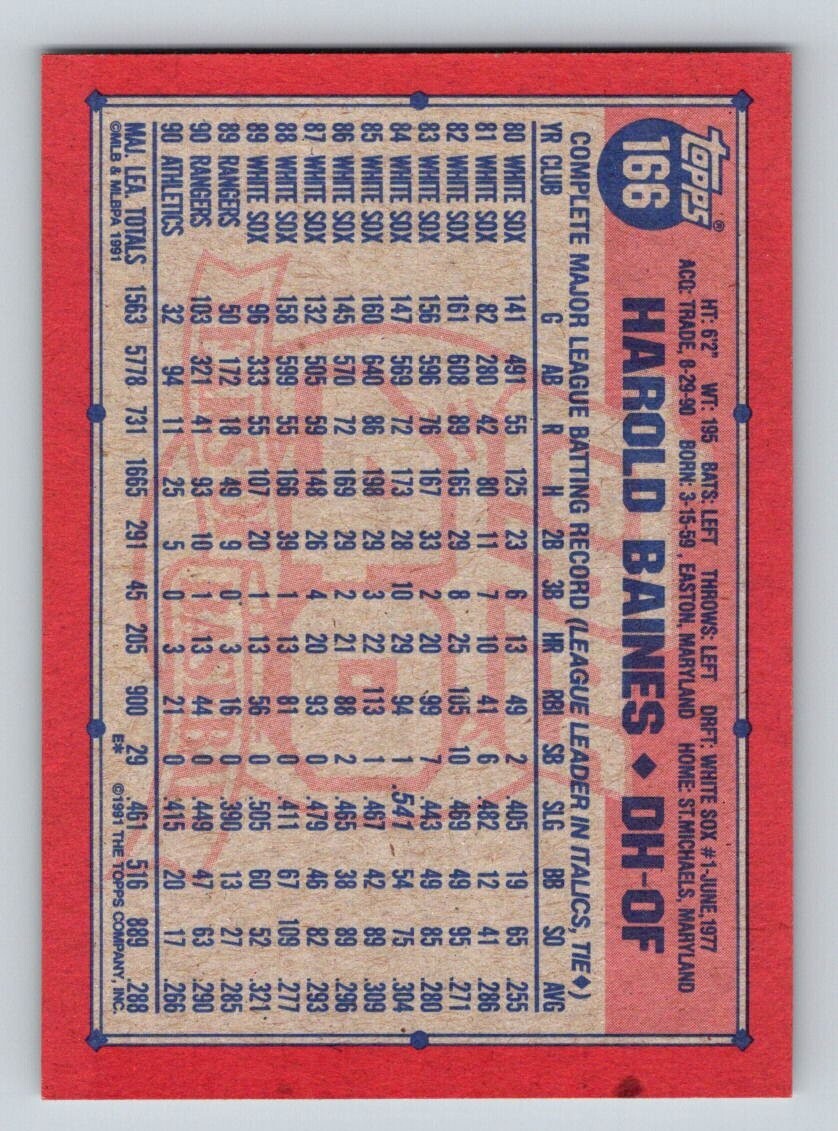 topps®
166
HT: 6'2" WT: 195 BATS: LEFT THROWS: LEFT DRFT: WHITE SOX #1-JUNE, 1977
ACQ: TRADE, 8-29-90 BORN: 3-15-59, EASTON, MARYLAND HOME: ST. MICHAELS, MARYLAND
HAROLD BAINES ♦ DH-OF
COMPLETE MAJOR LEAGUE BATTING RECORD (LEAGUE LEADER IN ITALICS, TIE♦)
YR CLUB G AB R H 2B 3B HR RBI SB SLG BB SO AVG
80 WHITE SOX 141 491 55 125 23 6 13 49 2 .405 19 65 .255
81 WHITE SOX 82 280 42 80 11 7 10 41 6 .482 12 41 .286
82 WHITE SOX 161 608 89 165 29 8 25 105 10 .469 49 95 .271
83 WHITE SOX 156 596 76 167 33 2 20 99 7 .443 49 85 .280
84 WHITE SOX 147 569 72 173 28 10 29 94 1 .541 54 75 .304
85 WHITE SOX 160 640 86 198 29 3 22 113 1 .467 42 89 .309
86 WHITE SOX 145 570 72 169 29 2 21 88 2 .465 38 89 .296
87 WHITE SOX 132 505 59 148 26 4 20 93 0 .479 46 82 .293
88 WHITE SOX 158 599 55 166 39 1 13 81 0 .411 67 109 .277
89 WHITE SOX 96 333 55 107 20 1 13 56 0 .505 60 52 .321
89 RANGERS 50 172 18 49 9 0 3 16 0 .390 13 27 .285
90 RANGERS 103 321 41 93 10 1 13 44 0 .449 47 63 .290
90 ATHLETICS 32 94 11 25 5 0 3 21 0 .415 20 17 .266
MAJ. LEA. TOTALS 1563 5778 731 1665 291 45 205 900 29 .461 516 889 .288
©MLB & MLBPA 1991 E* ©1991 THE TOPPS COMPANY, INC.